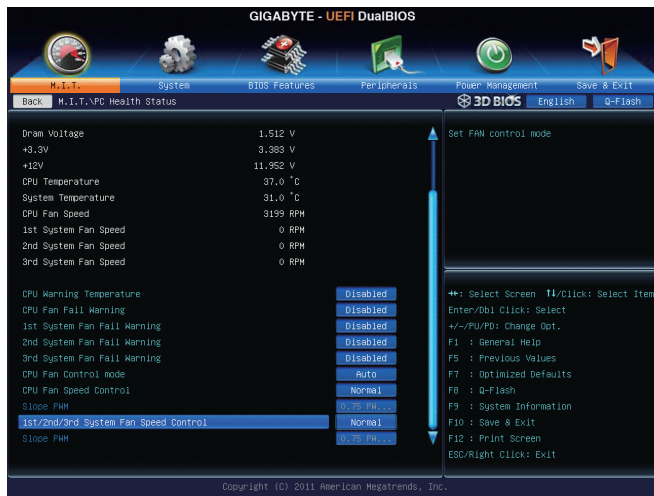 GIGABYTE - UEFI DualBIOS
M.I.T. System BIOS Features Peripherals Power Management Save & Exit
Back M.I.T.\PC Health Status 3D BIOS English Q-Flash
Dram Voltage 1.512 V
+3.3V 3.383 V
+12V 11.952 V
CPU Temperature 37.0 °C
System Temperature 31.0 °C
CPU Fan Speed 3199 RPM
1st System Fan Speed 0 RPM
2nd System Fan Speed 0 RPM
3rd System Fan Speed 0 RPM
CPU Warning Temperature Disabled
CPU Fan Fail Warning Disabled
1st System Fan Fail Warning Disabled
2nd System Fan Fail Warning Disabled
3rd System Fan Fail Warning Disabled
CPU Fan Control mode Auto
CPU Fan Speed Control Normal
Slope PWM 0.75 PW...
1st/2nd/3rd System Fan Speed Control Normal
Slope PWM 0.75 PW...
Set FAN control mode
→←: Select Screen ↑↓/Click: Select Item
Enter/Dbl Click: Select
+/-/PU/PD: Change Opt.
F1 : General Help
F5 : Previous Values
F7 : Optimized Defaults
F8 : Q-Flash
F9 : System Information
F10 : Save & Exit
F12 : Print Screen
ESC/Right Click: Exit
Copyright (C) 2011 American Megatrends, Inc.